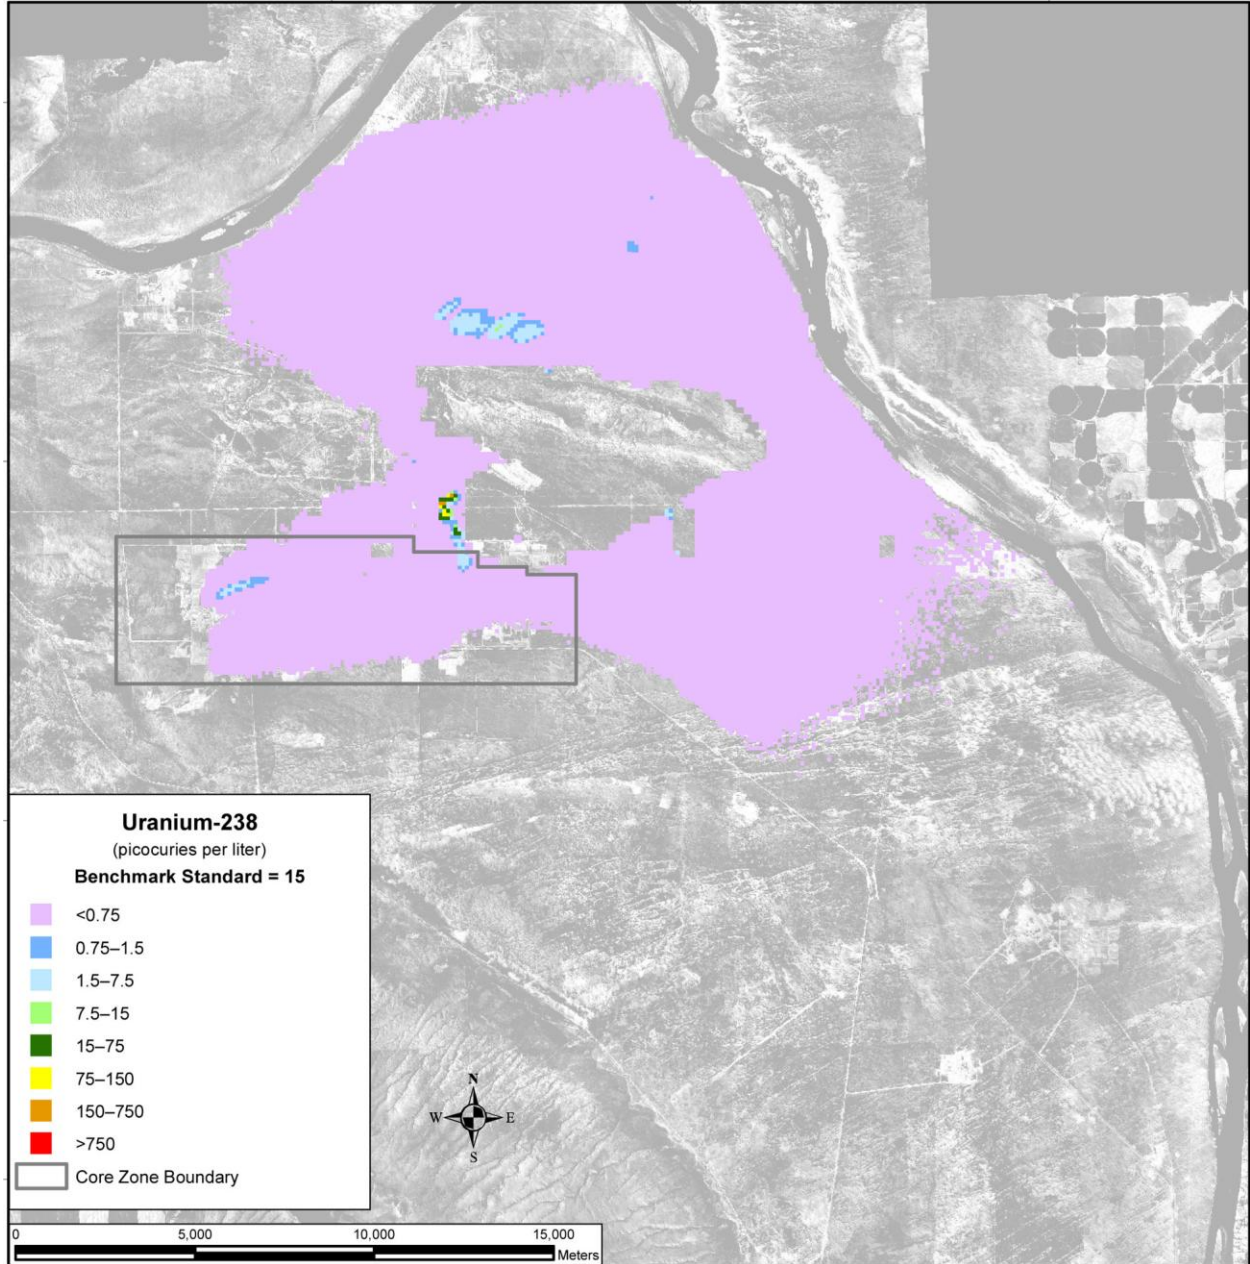 Uranium-238
(picocuries per liter)
Benchmark Standard = 15
<0.75
0.75–1.5
1.5–7.5
7.5–15
15–75
75–150
150–750
>750
Core Zone Boundary
N
W E
S
0 5,000 10,000 15,000
Meters